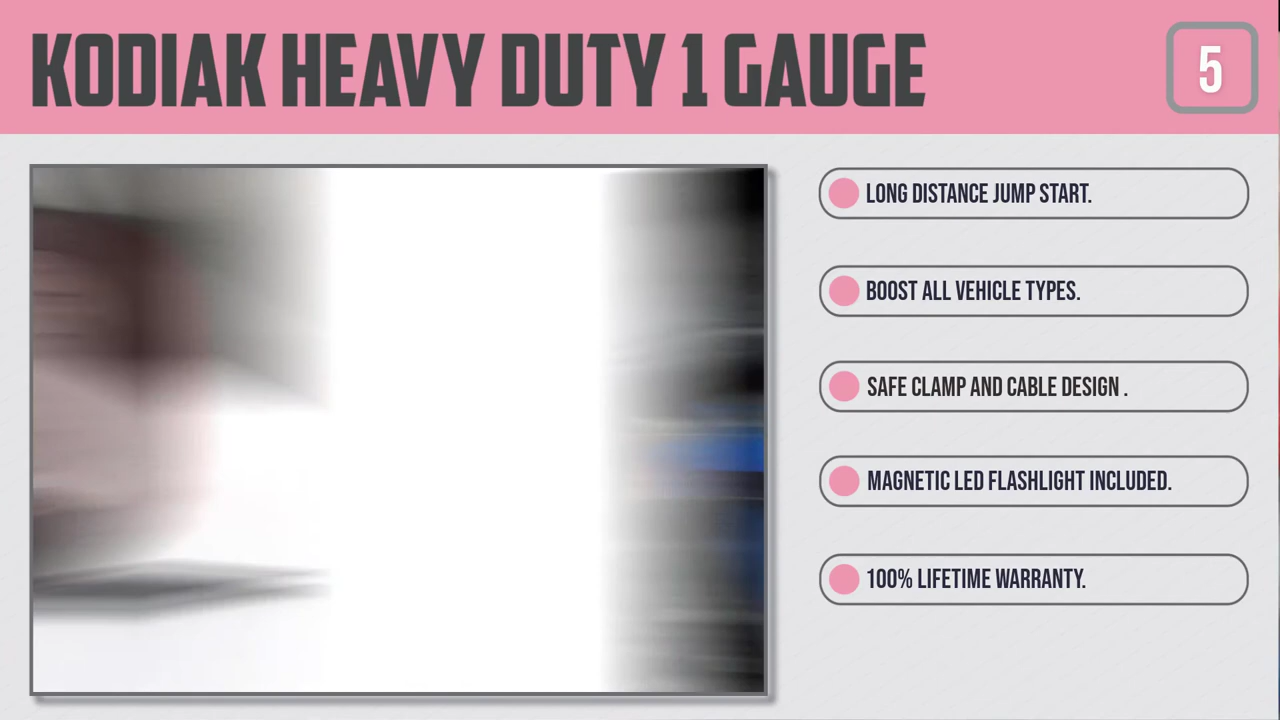 KODIAK HEAVY DUTY 1 GAUGE
5
LONG DISTANCE JUMP START.
BOOST ALL VEHICLE TYPES.
SAFE CLAMP AND CABLE DESIGN .
MAGNETIC LED FLASHLIGHT INCLUDED.
100% LIFETIME WARRANTY.